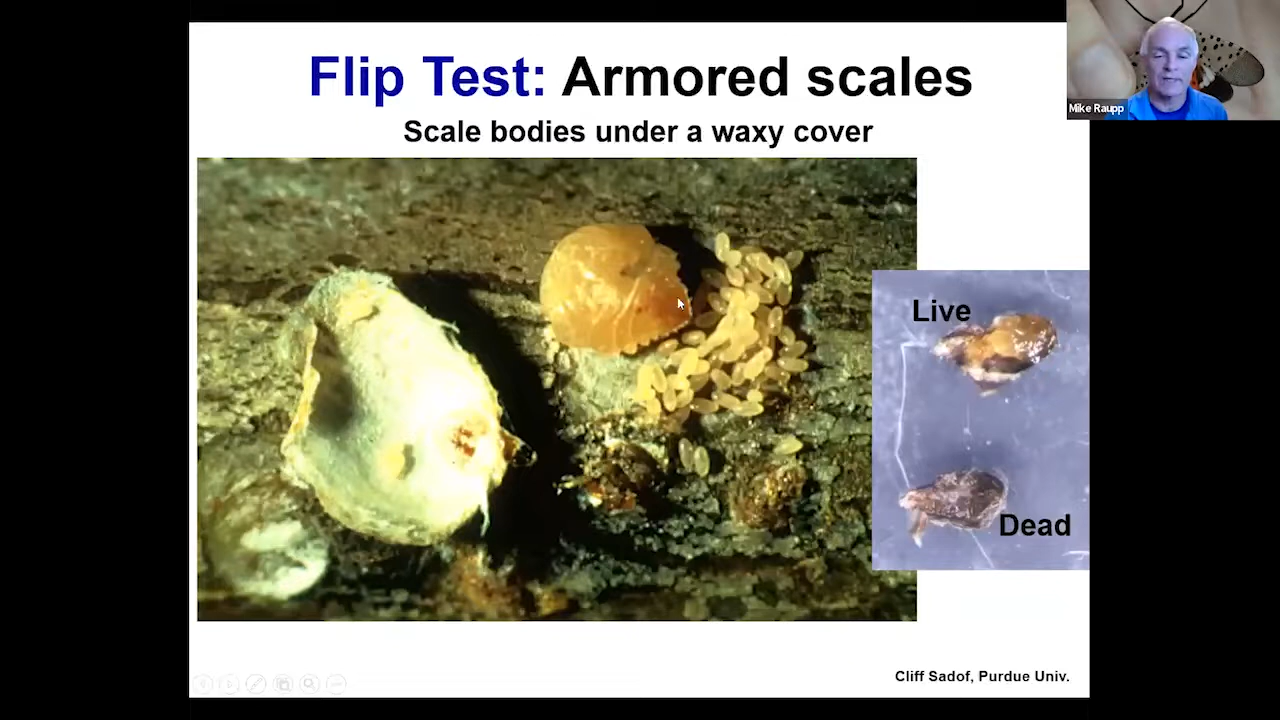 Flip Test: Armored scales
Scale bodies under a waxy cover
Mike Raupp
Live
Dead
Cliff Sadof, Purdue Univ.